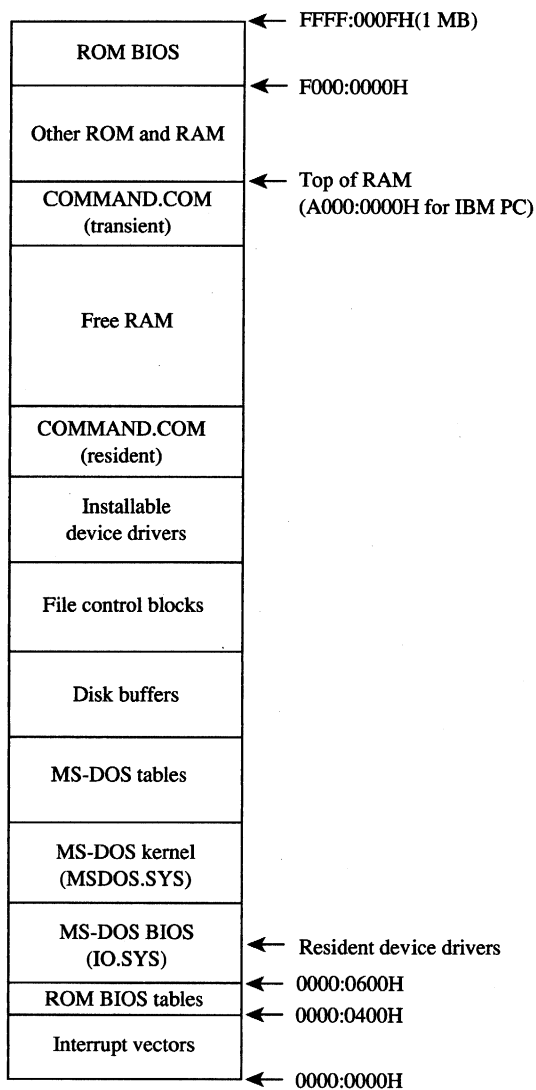 FFFF:000FH(1 MB)
ROM BIOS
F000:0000H
Other ROM and RAM
Top of RAM
(A000:0000H for IBM PC)
COMMAND.COM
(transient)
Free RAM
COMMAND.COM
(resident)
Installable
device drivers
File control blocks
Disk buffers
MS-DOS tables
MS-DOS kernel
(MSDOS.SYS)
MS-DOS BIOS
(IO.SYS)
Resident device drivers
0000:0600H
ROM BIOS tables
0000:0400H
Interrupt vectors
0000:0000H